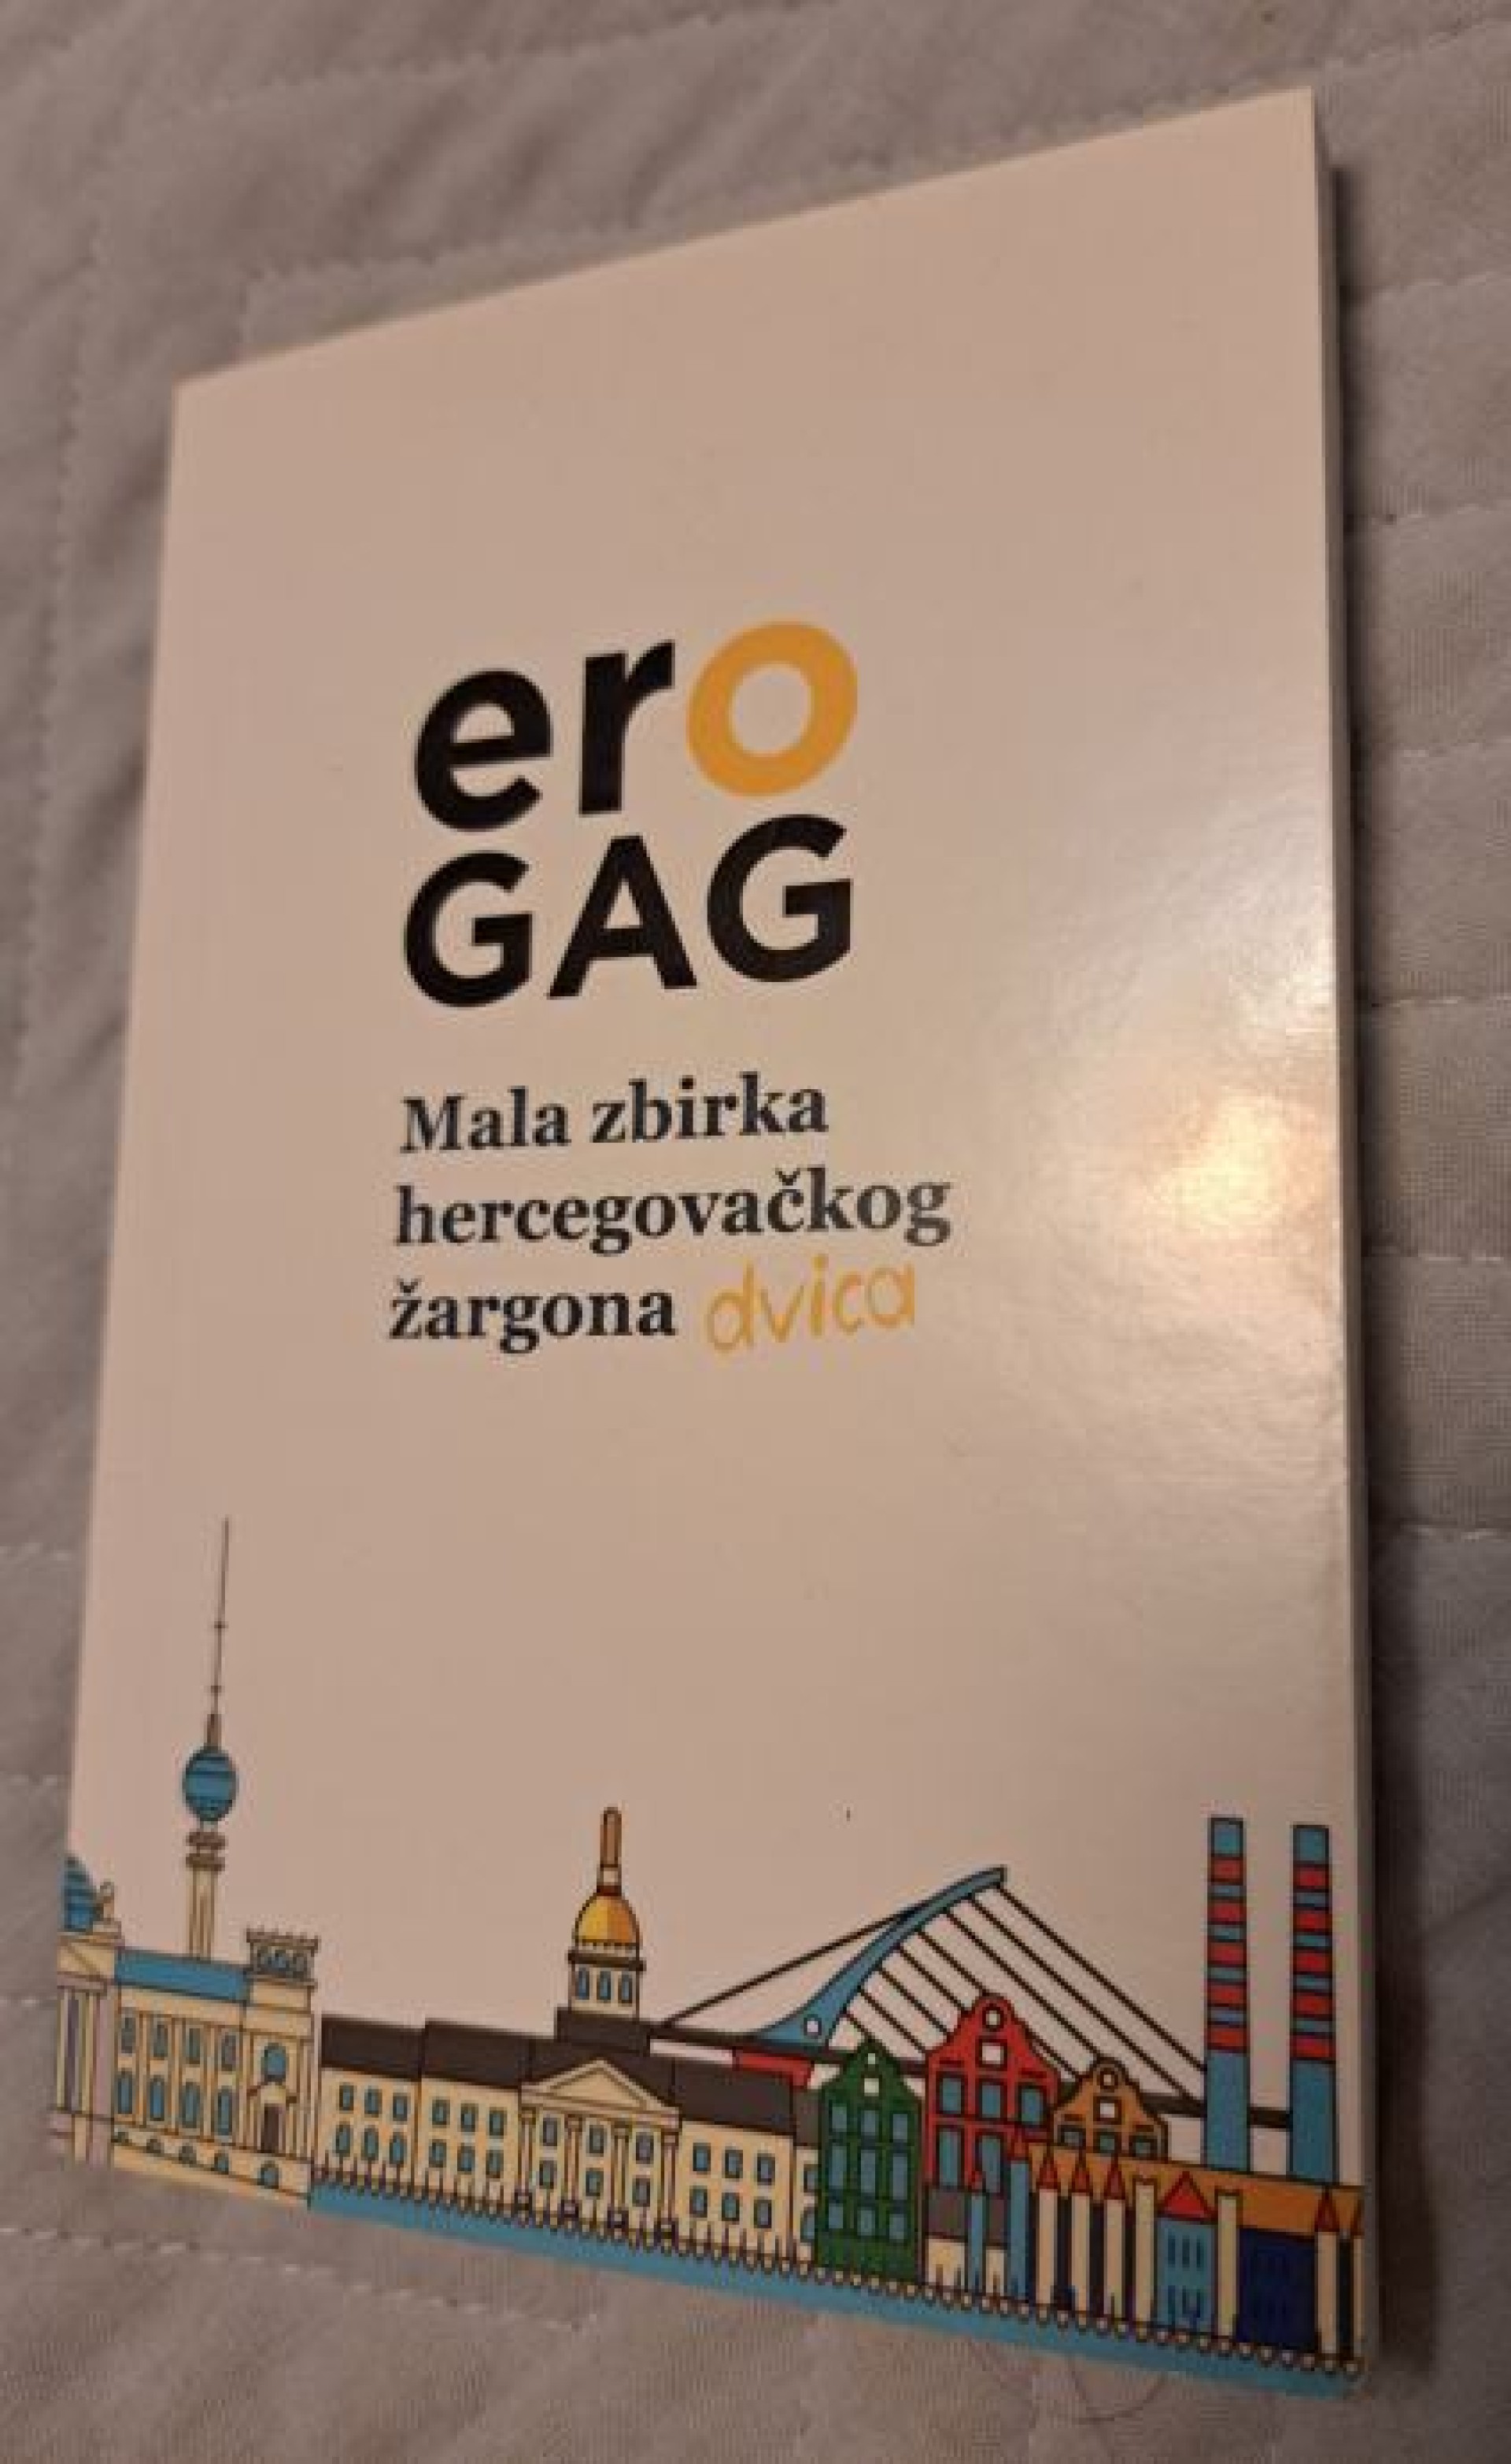 ero
GAG
Mala zbirka
hercegovačkog
žargona dvica